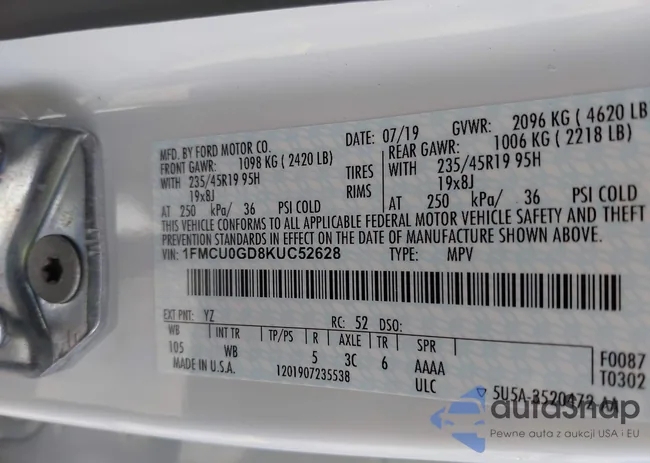 MFD. BY FORD MOTOR CO. DATE: 07/19 GVWR: 2096 KG ( 4620 LB
FRONT GAWR: 1098 KG ( 2420 LB) REAR GAWR: 1006 KG ( 2218 LB)
WITH 235/45R19 95H TIRES WITH 235/45R19 95H
19x8J RIMS 19x8J
AT 250 kPa/ 36 PSI COLD AT 250 kPa/ 36 PSI COLD
THIS VEHICLE CONFORMS TO ALL APPLICABLE FEDERAL MOTOR VEHICLE SAFETY AND THEFT
PREVENTION STANDARDS IN EFFECT ON THE DATE OF MANUFACTURE SHOWN ABOVE.
VIN: 1FMCU0GD8KUC52628 TYPE: MPV
EXT PNT: YZ RC: 52 DSO:
WB INT TR TP/PS R AXLE TR SPR
105 WB 5 3C 6 AAAA
MADE IN U.S.A. 1201907235538 ULC
F0087
T0302
5U5A-3520472-AA
autoSnap
Pewne auta z aukcji USA i EU